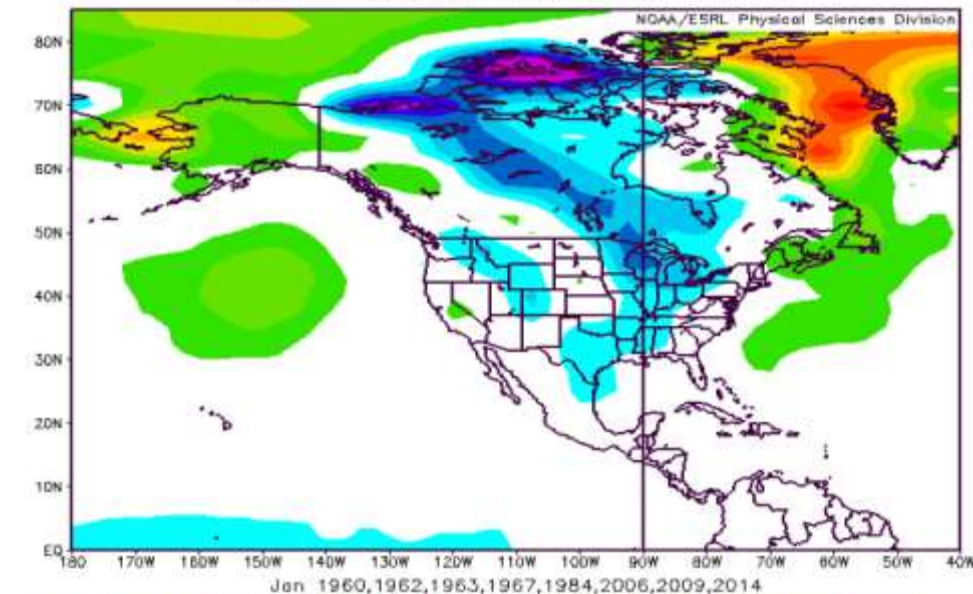 NOAA/ESRL Physical Sciences Division
80N
70N
60N
50N
40N
30N
20N
10N
EQ
180 170W 160W 150W 140W 130W 120W 110W 100W 90W 80W 70W 60W 50W 40W
Jan 1960,1962,1963,1967,1984,2006,2009,2014